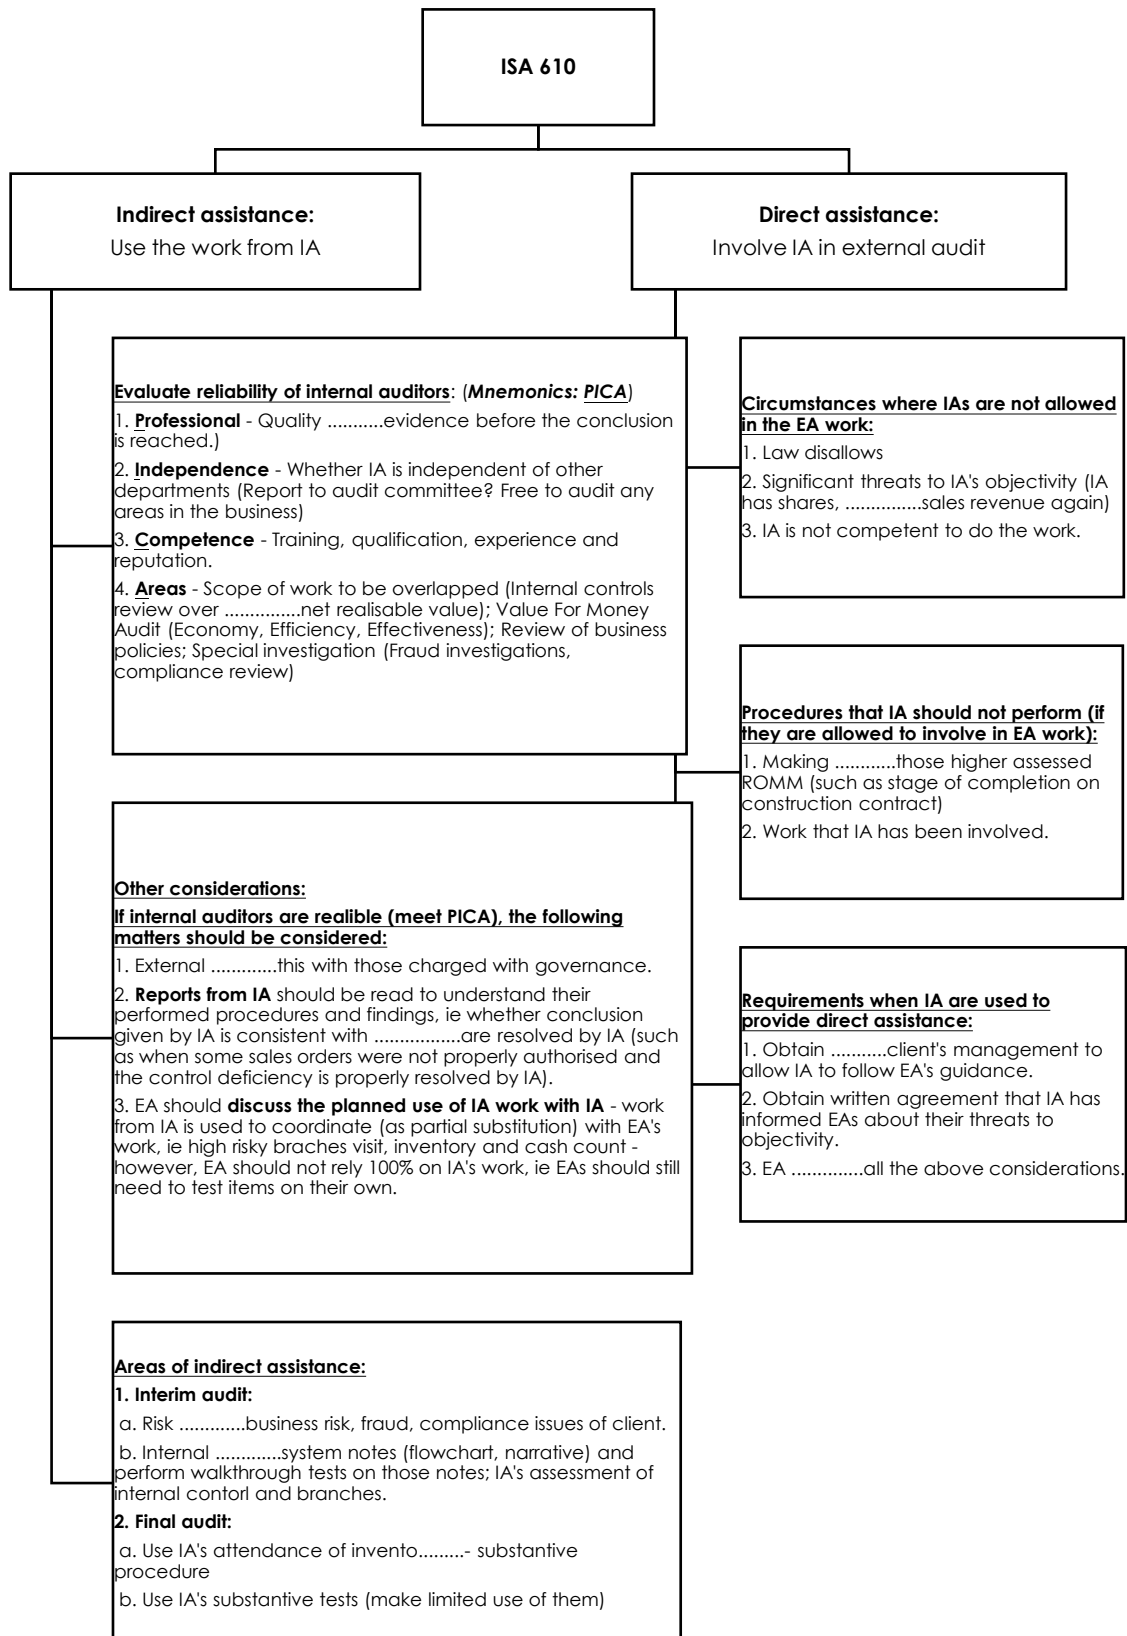 ISA 610
Indirect assistance:
Use the work from IA
Direct assistance:
Involve IA in external audit
Evaluate reliability of internal auditors: (Mnemonics: PICA)
1. Professional - Quality ...........evidence before the conclusion
is reached.)
2. Independence - Whether IA is independent of other
departments (Report to audit committee? Free to audit any
areas in the business)
3. Competence - Training, qualification, experience and
reputation.
4. Areas - Scope of work to be overlapped (Internal controls
review over ...............net realisable value); Value For Money
Audit (Economy, Efficiency, Effectiveness); Review of business
policies; Special investigation (Fraud investigations,
compliance review)
Other considerations:
If internal auditors are realible (meet PICA), the following
matters should be considered:
1. External .............this with those charged with governance.
2. Reports from IA should be read to understand their
performed procedures and findings, ie whether conclusion
given by IA is consistent with .................are resolved by IA (such
as when some sales orders were not properly authorised and
the control deficiency is properly resolved by IA).
3. EA should discuss the planned use of IA work with IA - work
from IA is used to coordinate (as partial substitution) with EA's
work, ie high risky braches visit, inventory and cash count -
however, EA should not rely 100% on IA's work, ie EAs should still
need to test items on their own.
Areas of indirect assistance:
1. Interim audit:
a. Risk .............business risk, fraud, compliance issues of client.
b. Internal .............system notes (flowchart, narrative) and
perform walkthrough tests on those notes; IA's assessment of
internal contorl and branches.
2. Final audit:
a. Use IA's attendance of invento.........- substantive
procedure
b. Use IA's substantive tests (make limited use of them)
Circumstances where IAs are not allowed
in the EA work:
1. Law disallows
2. Significant threats to IA's objectivity (IA
has shares, ...............sales revenue again)
3. IA is not competent to do the work.
Procedures that IA should not perform (if
they are allowed to involve in EA work):
1. Making ............those higher assessed
ROMM (such as stage of completion on
construction contract)
2. Work that IA has been involved.
Requirements when IA are used to
provide direct assistance:
1. Obtain ...........client's management to
allow IA to follow EA's guidance.
2. Obtain written agreement that IA has
informed EAs about their threats to
objectivity.
3. EA ..............all the above considerations.